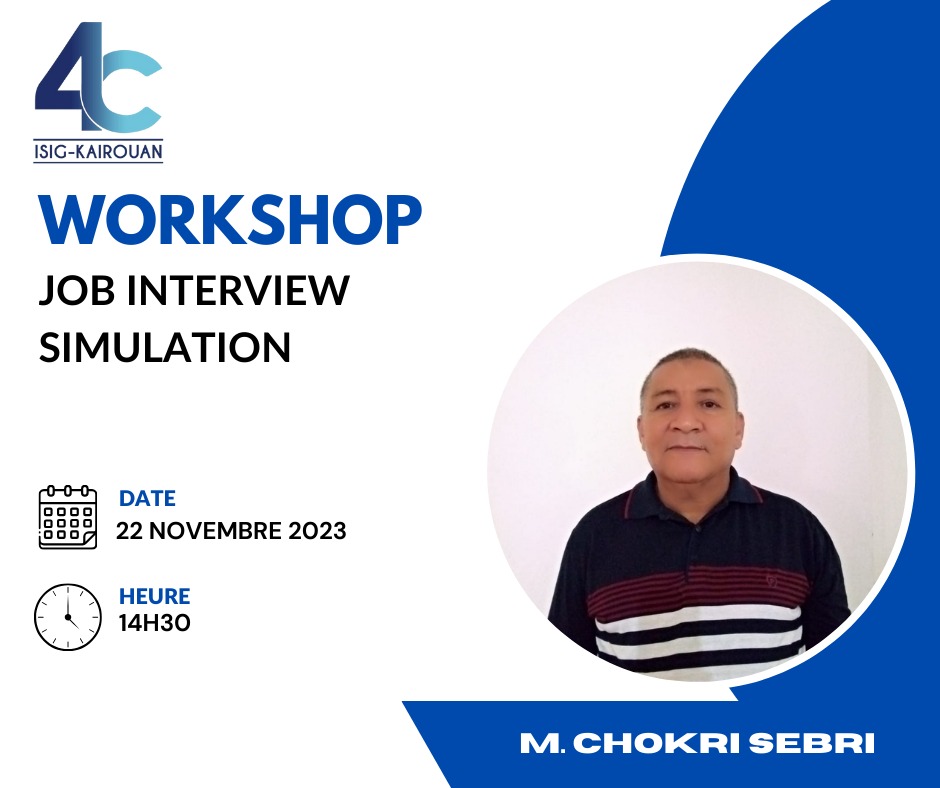 4C
ISIG-KAIROUAN
WORKSHOP
JOB INTERVIEW
SIMULATION
DATE
22 NOVEMBRE 2023
HEURE
14H30
M. CHOKRI SEBRI